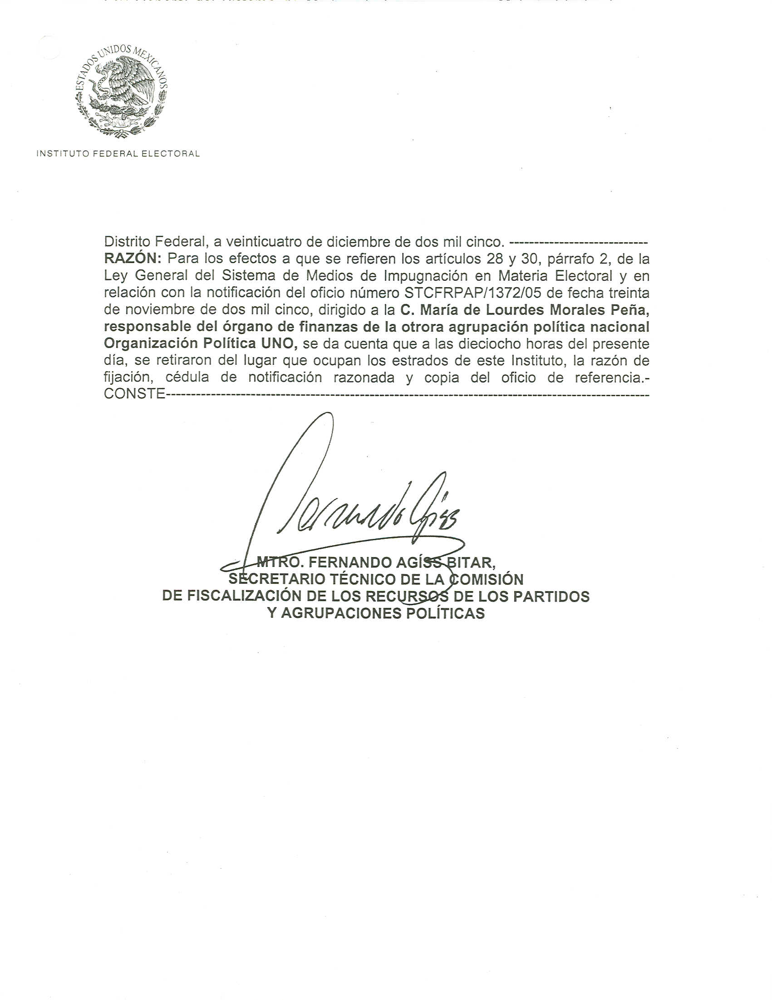 ESTADOS UNIDOS MEXICANOS
INSTITUTO FEDERAL ELECTORAL
Distrito Federal, a veinticuatro de diciembre de dos mil cinco. ----------------------------
RAZÓN: Para los efectos a que se refieren los artículos 28 y 30, párrafo 2, de la
Ley General del Sistema de Medios de Impugnación en Materia Electoral y en
relación con la notificación del oficio número STCFRPAP/1372/05 de fecha treinta
de noviembre de dos mil cinco, dirigido a la C. María de Lourdes Morales Peña,
responsable del órgano de finanzas de la otrora agrupación política nacional
Organización Política UNO, se da cuenta que a las dieciocho horas del presente
día, se retiraron del lugar que ocupan los estrados de este Instituto, la razón de
fijación, cédula de notificación razonada y copia del oficio de referencia.-
CONSTE--------------------------------------------------------------------------------------------------
Fernando Agíss
MTRO. FERNANDO AGÍSS BITAR,
SECRETARIO TÉCNICO DE LA COMISIÓN
DE FISCALIZACIÓN DE LOS RECURSOS DE LOS PARTIDOS
Y AGRUPACIONES POLÍTICAS